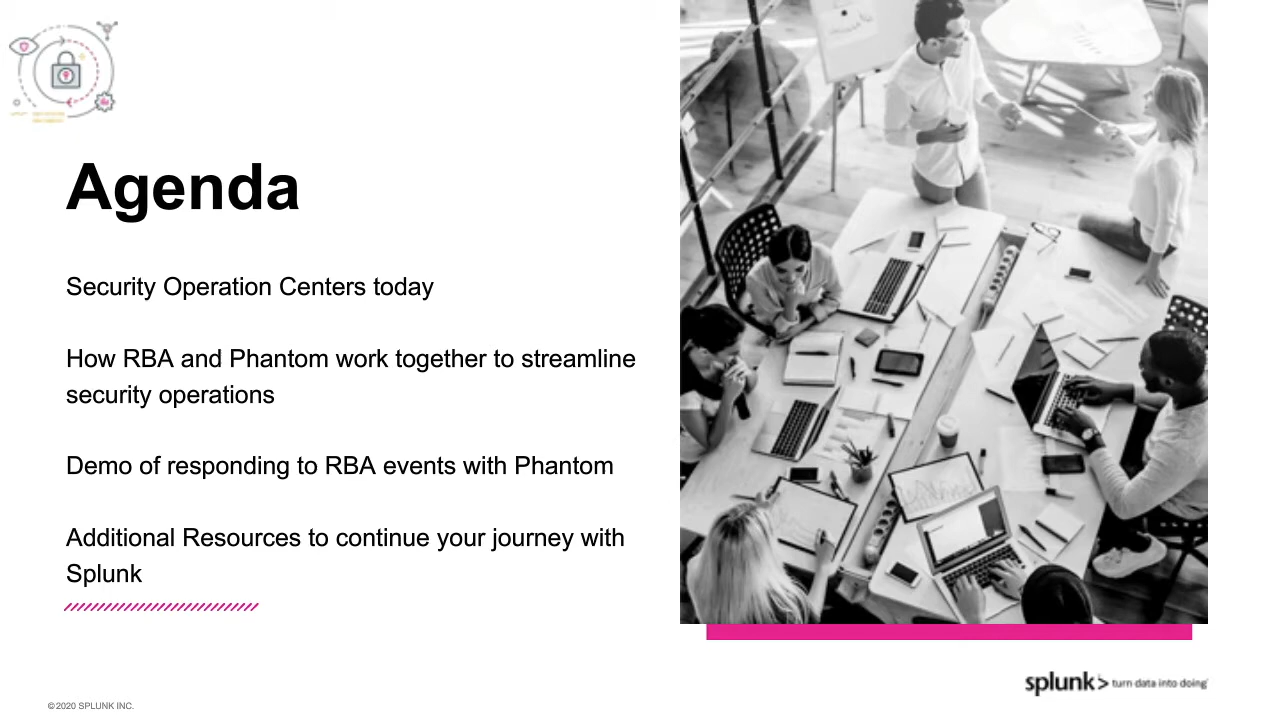 Agenda
Security Operation Centers today
How RBA and Phantom work together to streamline
security operations
Demo of responding to RBA events with Phantom
Additional Resources to continue your journey with
Splunk
splunk> turn data into doing
©2020 SPLUNK INC.